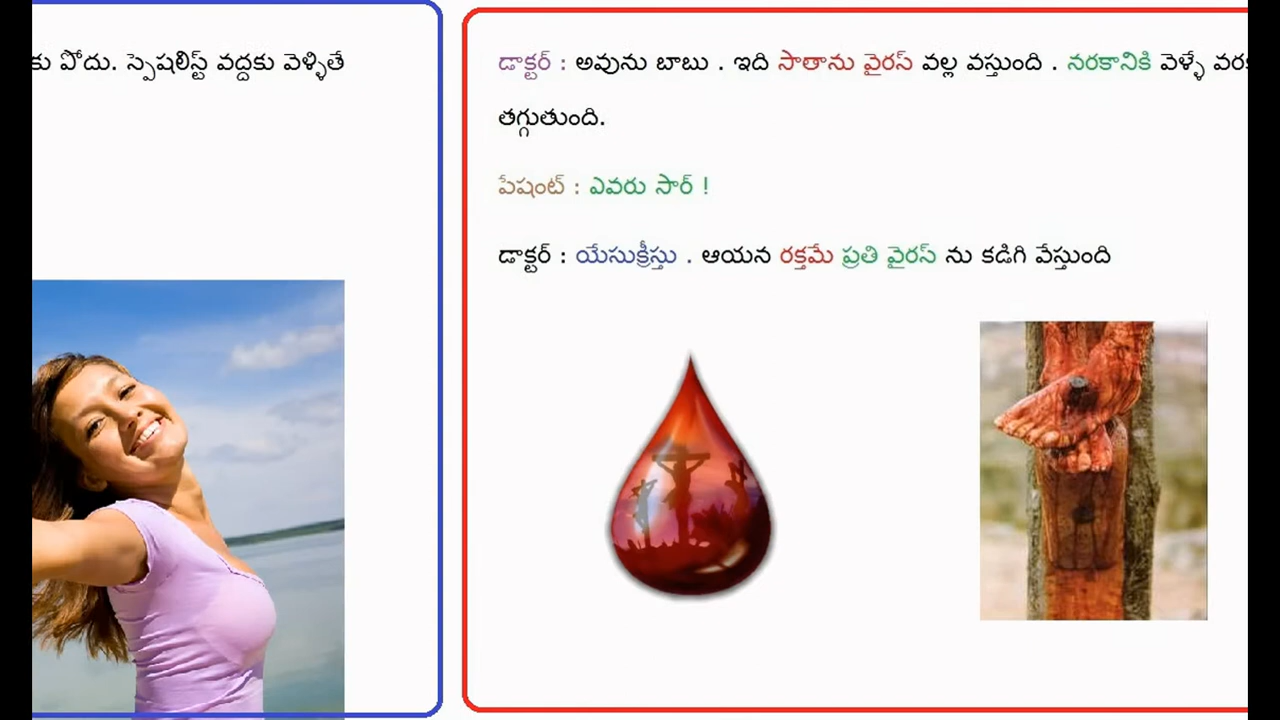 కు పోదు. స్పెషలిస్ట్ వద్దకు వెళ్ళితే
డాక్టర్ : అవును బాబు . ఇది సాతాను వైరస్ వల్ల వస్తుంది . నరకానికి వెళ్ళే
తగ్గుతుంది.
పేషంట్ : ఎవరు సార్ !
డాక్టర్ : యేసుక్రీస్తు . ఆయన రక్తమే ప్రతి వైరస్ ను కడిగి వేస్తుంది